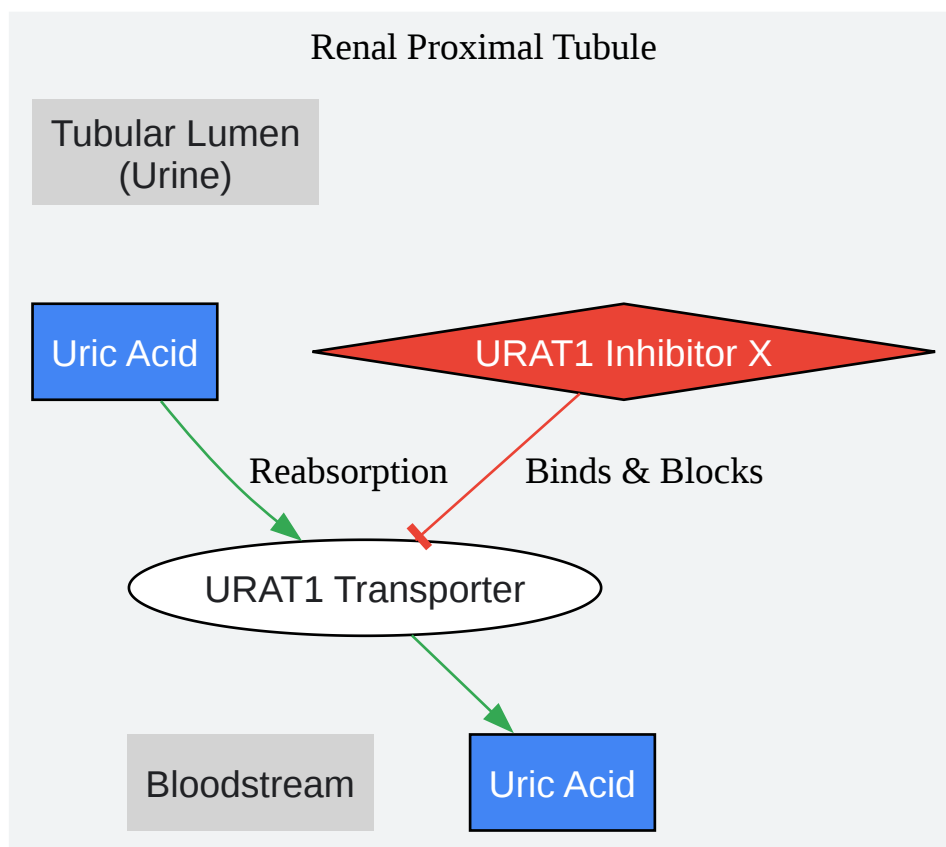 Renal Proximal Tubule
Tubular Lumen
(Urine)
Uric Acid
URAT1 Inhibitor X
Reabsorption
Binds & Blocks
URAT1 Transporter
Bloodstream
Uric Acid